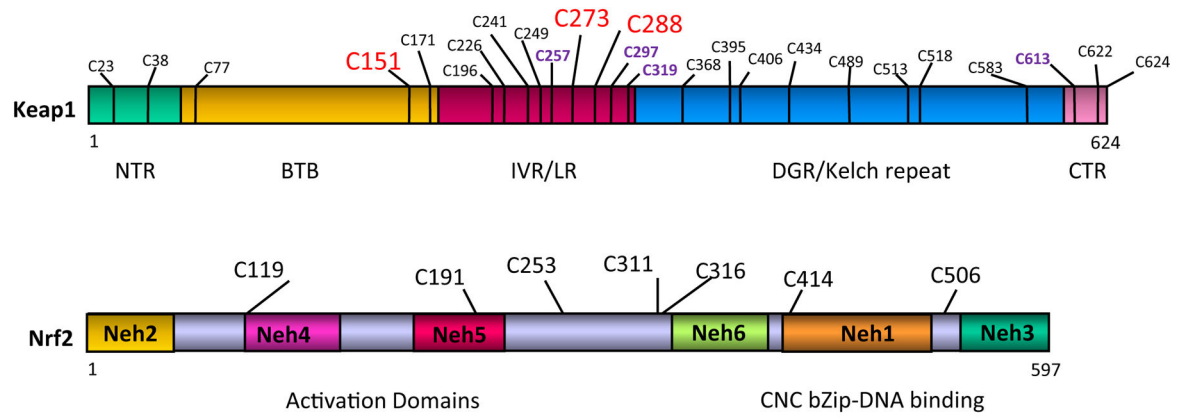 C273
C288
C241
C249
C171
C151
C226
C257
C297
C395
C434
C518
C613
C622
C23
C38
C77
C196
C319
C368
C406
C489
C513
C583
C624
Keap1
1
624
NTR
BTB
IVR/LR
DGR/Kelch repeat
CTR
C119
C191
C253
C311
C316
C414
C506
Nrf2
Neh2
Neh4
Neh5
Neh6
Neh1
Neh3
1
597
Activation Domains
CNC bZip-DNA binding